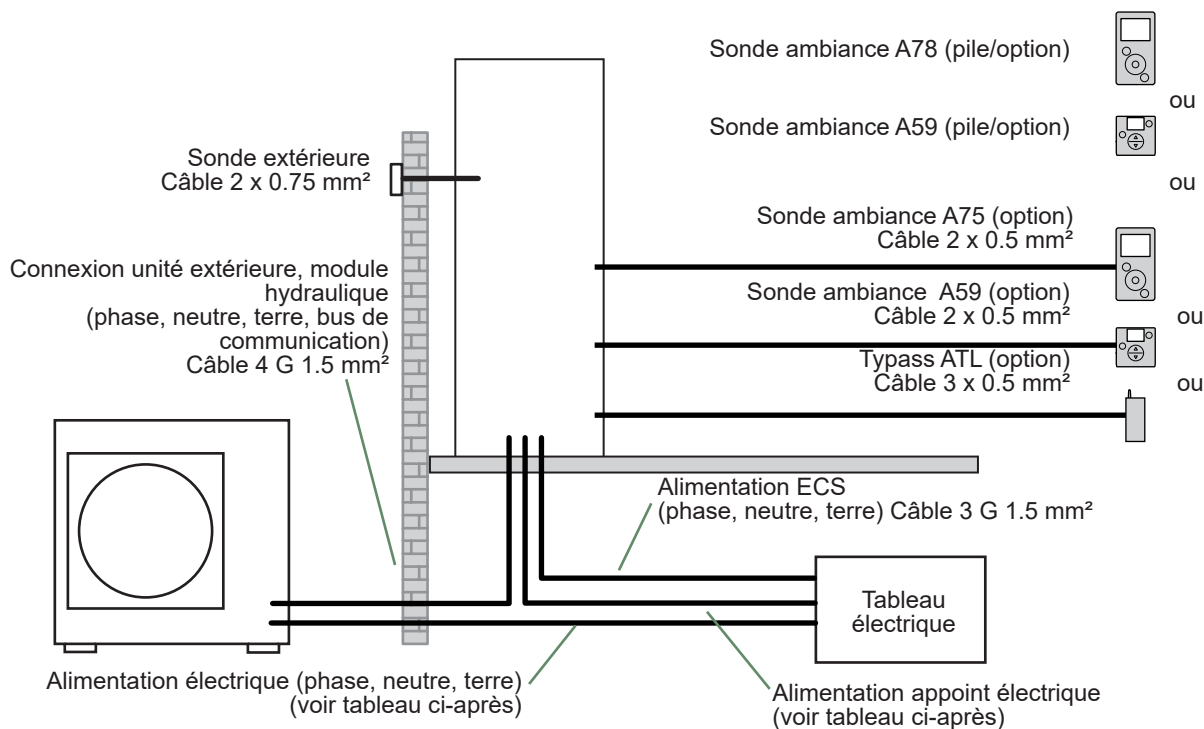 Sonde ambiance A78 (pile/option)
ou
Sonde ambiance A59 (pile/option)
ou
Sonde extérieure
Câble 2 x 0.75 mm²
Sonde ambiance A75 (option)
Câble 2 x 0.5 mm²
Connexion unité extérieure, module
hydraulique
(phase, neutre, terre, bus de
communication)
Câble 4 G 1.5 mm²
Sonde ambiance  A59 (option)
Câble 2 x 0.5 mm²
ou
Typass ATL (option)
Câble 3 x 0.5 mm²
ou
Alimentation ECS
(phase, neutre, terre) Câble 3 G 1.5 mm²
Tableau
électrique
Alimentation électrique (phase, neutre, terre)
(voir tableau ci-après)
Alimentation appoint électrique
(voir tableau ci-après)